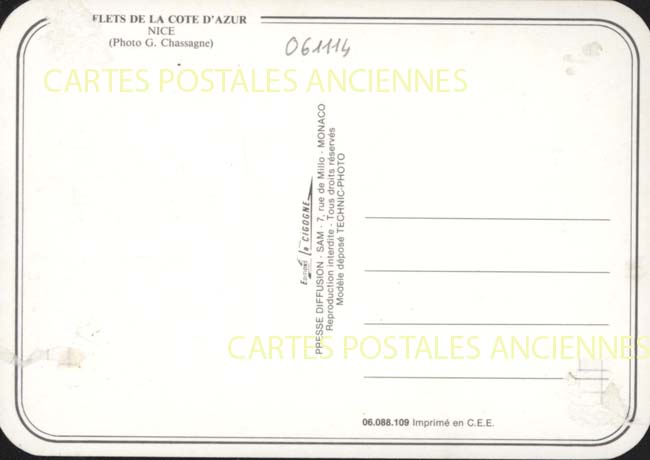 FLETS DE LA COTE D'AZUR
NICE
(Photo G. Chassagne)
061114
CARTES POSTALES ANCIENNES
Editions la CIGOGNE
PRESSE DIFFUSION - SAM - 7, rue de Millo - MONACO
Reproduction interdite - Tous droits réservés
Modèle déposé TECHNIC-PHOTO
CARTES POSTALES ANCIENNES
06.088.109 Imprimé en C.E.E.